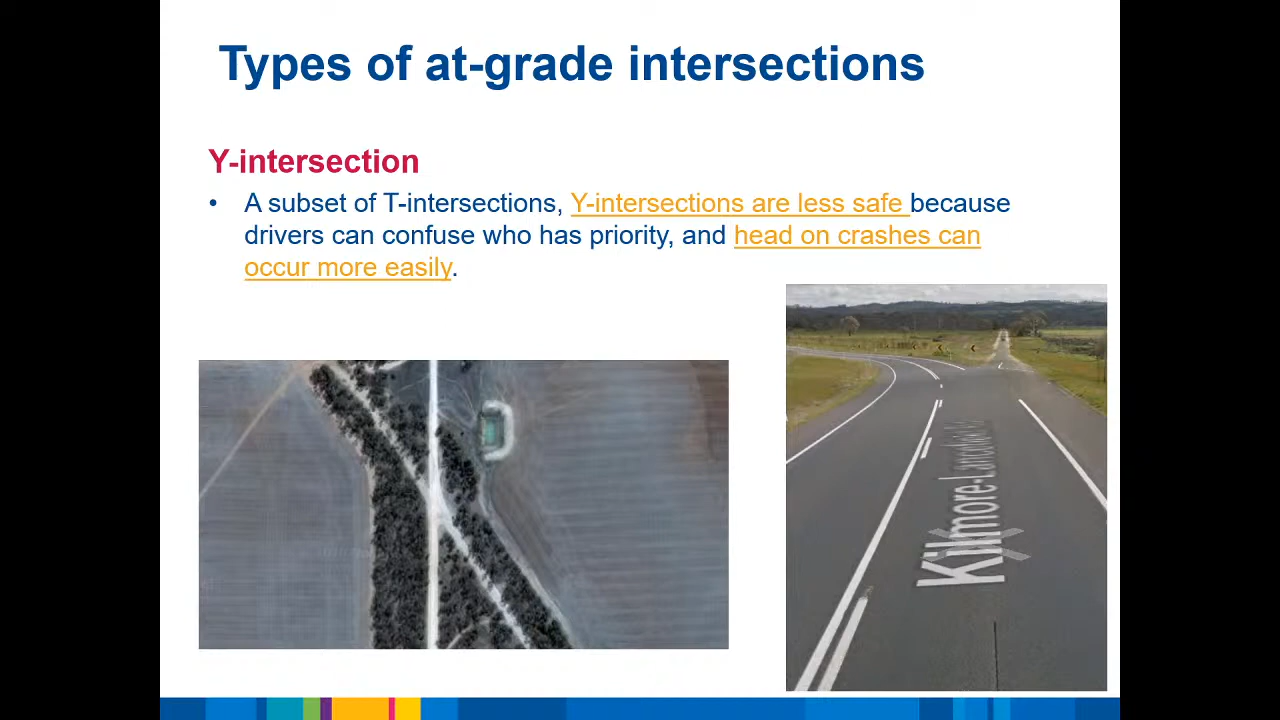 Types of at-grade intersections
Y-intersection
• A subset of T-intersections, Y-intersections are less safe because
drivers can confuse who has priority, and head on crashes can
occur more easily.
Kilmore-Lancefield Rd